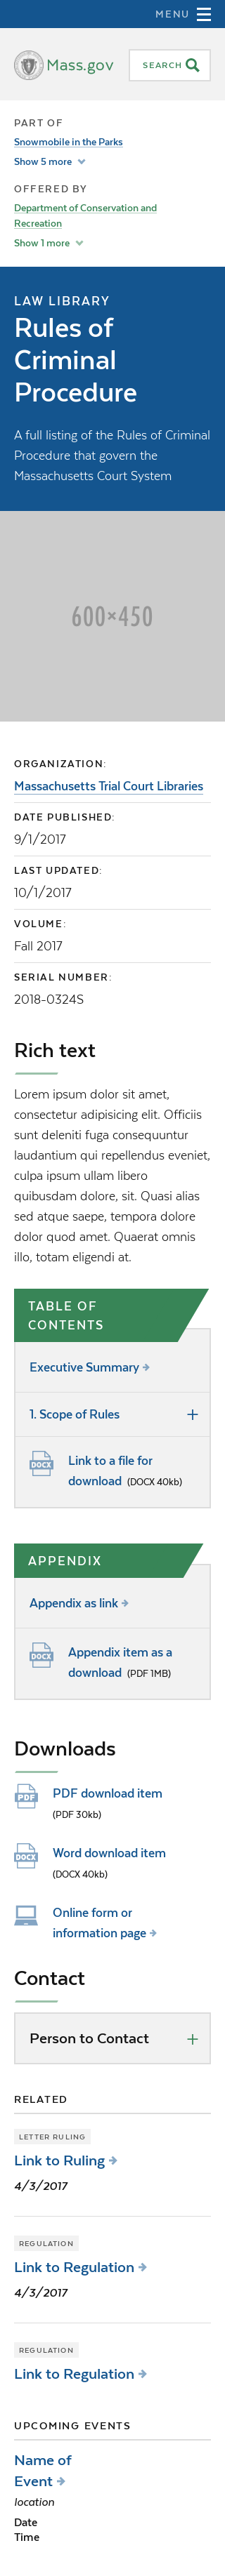 MENU
Mass.gov
SEARCH
PART OF
Snowmobile in the Parks
Show 5 more
OFFERED BY
Department of Conservation and
Recreation
Show 1 more
LAW LIBRARY
Rules of
Criminal
Procedure
A full listing of the Rules of Criminal
Procedure that govern the
Massachusetts Court System
600×450
ORGANIZATION:
Massachusetts Trial Court Libraries
DATE PUBLISHED:
9/1/2017
LAST UPDATED:
10/1/2017
VOLUME:
Fall 2017
SERIAL NUMBER:
2018-0324S
Rich text
Lorem ipsum dolor sit amet,
consectetur adipisicing elit. Officiis
sunt deleniti fuga consequuntur
laudantium qui repellendus eveniet,
culpa ipsum ullam libero
quibusdam dolore, sit. Quasi alias
sed atque saepe, tempora dolore
dolor quod amet. Quaerat omnis
illo, totam eligendi at.
TABLE OF
CONTENTS
Executive Summary
1. Scope of Rules
DOCX
Link to a file for
download (DOCX 40kb)
APPENDIX
Appendix as link
DOCX
Appendix item as a
download (PDF 1MB)
Downloads
PDF
PDF download item
(PDF 30kb)
DOCX
Word download item
(DOCX 40kb)
Online form or
information page
Contact
Person to Contact
RELATED
LETTER RULING
Link to Ruling
4/3/2017
REGULATION
Link to Regulation
4/3/2017
REGULATION
Link to Regulation
UPCOMING EVENTS
Name of
Event
location
Date
Time